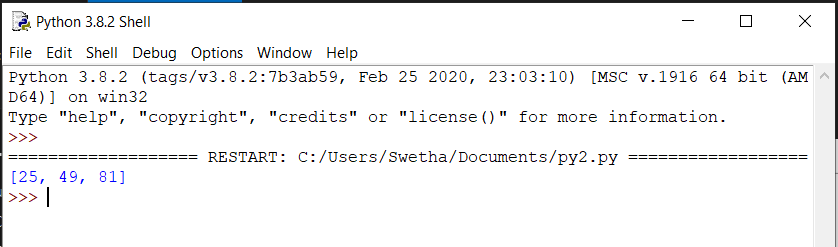 Python 3.8.2 Shell
File Edit Shell Debug Options Window Help
Python 3.8.2 (tags/v3.8.2:7b3ab59, Feb 25 2020, 23:03:10) [MSC v.1916 64 bit (AM
D64)] on win32
Type "help", "copyright", "credits" or "license()" for more information.
>>>
=================== RESTART: C:/Users/Swetha/Documents/py2.py ==================
[25, 49, 81]
>>>